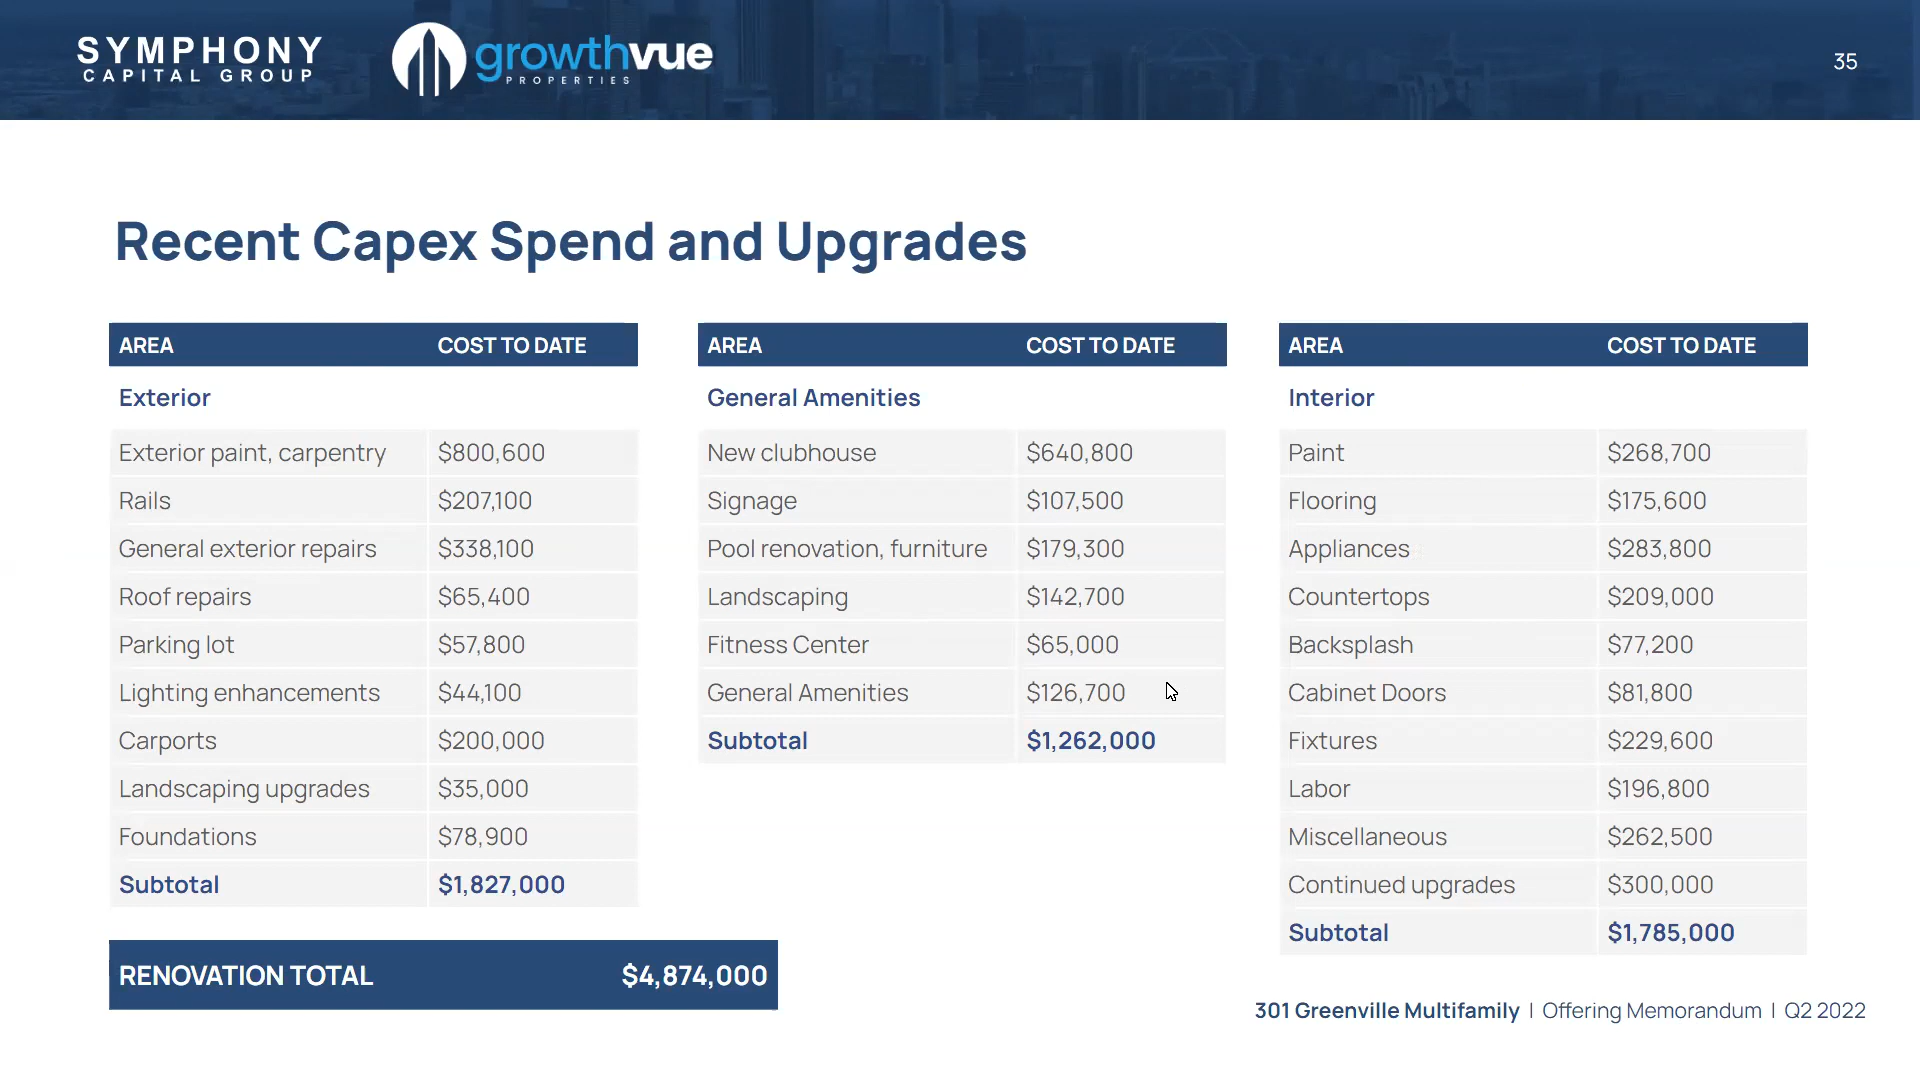 SYMPHONY
CAPITAL GROUP
growthvue
PROPERTIES
35
Recent Capex Spend and Upgrades
AREA COST TO DATE
Exterior
Exterior paint, carpentry $800,600
Rails $207,100
General exterior repairs $338,100
Roof repairs $65,400
Parking lot $57,800
Lighting enhancements $44,100
Carports $200,000
Landscaping upgrades $35,000
Foundations $78,900
Subtotal $1,827,000
AREA COST TO DATE
General Amenities
New clubhouse $640,800
Signage $107,500
Pool renovation, furniture $179,300
Landscaping $142,700
Fitness Center $65,000
General Amenities $126,700
Subtotal $1,262,000
AREA COST TO DATE
Interior
Paint $268,700
Flooring $175,600
Appliances $283,800
Countertops $209,000
Backsplash $77,200
Cabinet Doors $81,800
Fixtures $229,600
Labor $196,800
Miscellaneous $262,500
Continued upgrades $300,000
Subtotal $1,785,000
RENOVATION TOTAL $4,874,000
301 Greenville Multifamily | Offering Memorandum | Q2 2022